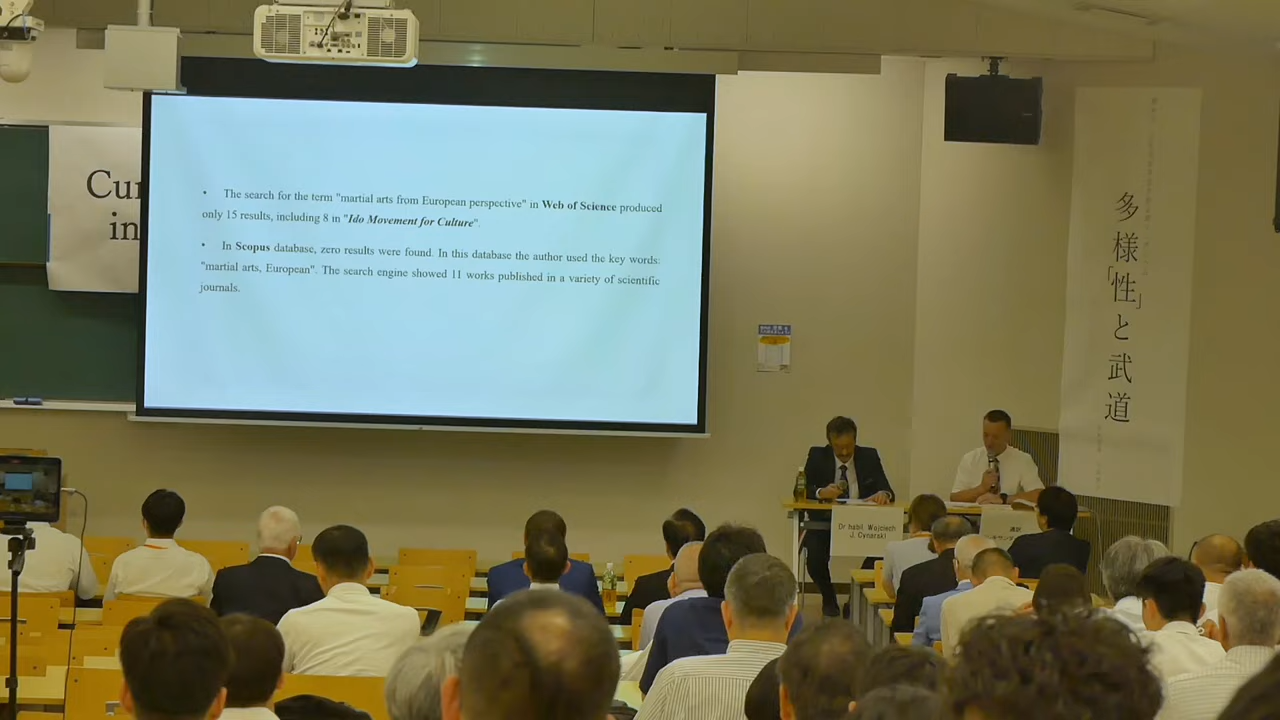 Cur
in
• The search for the term "martial arts from European perspective" in Web of Science produced
only 15 results, including 8 in "Ido Movement for Culture".
• In Scopus database, zero results were found. In this database the author used the key words:
"martial arts, European". The search engine showed 11 works published in a variety of scientific
journals.
Dr habil. Wojciech
J. Cynarski
多様「性」と武道